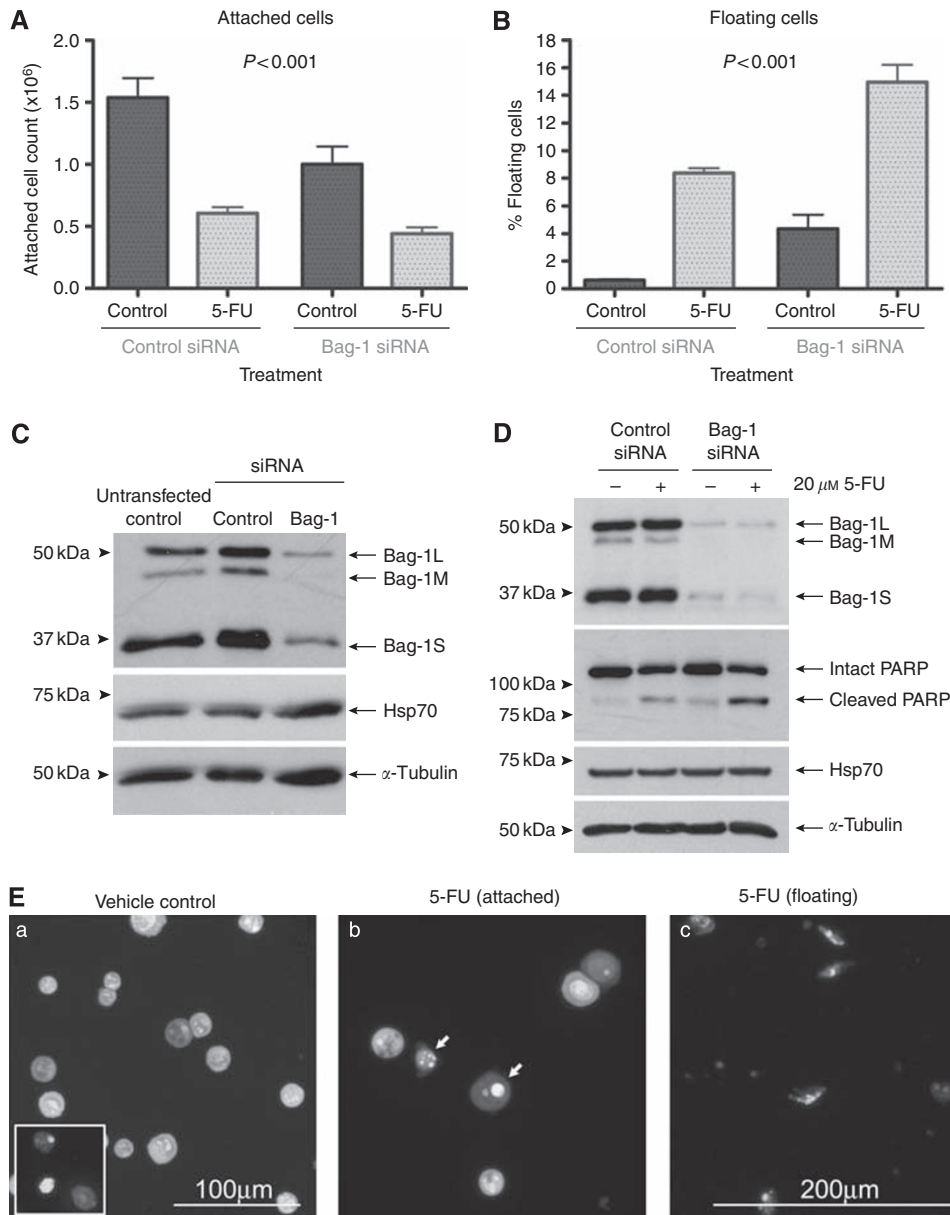 A
Attached cells
P<0.001
Attached cell count (x10⁶)
2.0
1.5
1.0
0.5
0.0
Control
5-FU
Control
5-FU
Control siRNA
Bag-1 siRNA
Treatment
B
Floating cells
P<0.001
% Floating cells
18
16
14
12
10
8
6
4
2
0
Control
5-FU
Control
5-FU
Control siRNA
Bag-1 siRNA
Treatment
C
siRNA
Untransfected control
Control
Bag-1
50 kDa
Bag-1L
Bag-1M
37 kDa
Bag-1S
75 kDa
Hsp70
50 kDa
α-Tubulin
D
Control siRNA
Bag-1 siRNA
– + – + 20 μM 5-FU
50 kDa
Bag-1L
Bag-1M
37 kDa
Bag-1S
Intact PARP
100 kDa
Cleaved PARP
75 kDa
75 kDa
Hsp70
50 kDa
α-Tubulin
E
Vehicle control
5-FU (attached)
5-FU (floating)
a
b
c
100μm
200μm